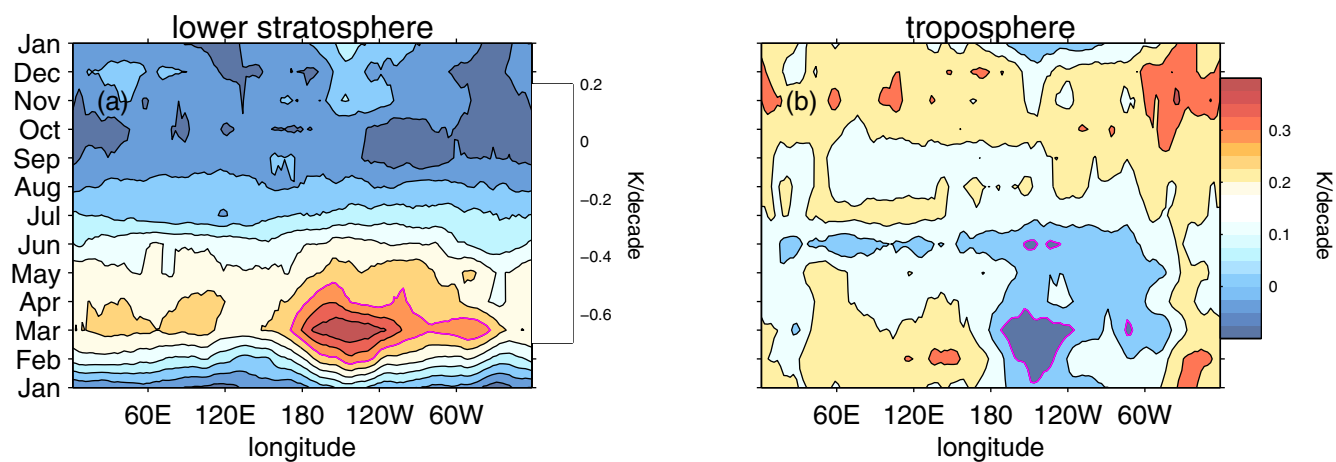 lower stratosphere
Jan
Dec
Nov
Oct
Sep
Aug
Jul
Jun
May
Apr
Mar
Feb
Jan
(a)
60E 120E 180 120W 60W
longitude
0.2
0
−0.2
−0.4
−0.6
K/decade
troposphere
(b)
60E 120E 180 120W 60W
longitude
0.3
0.2
0.1
0
K/decade